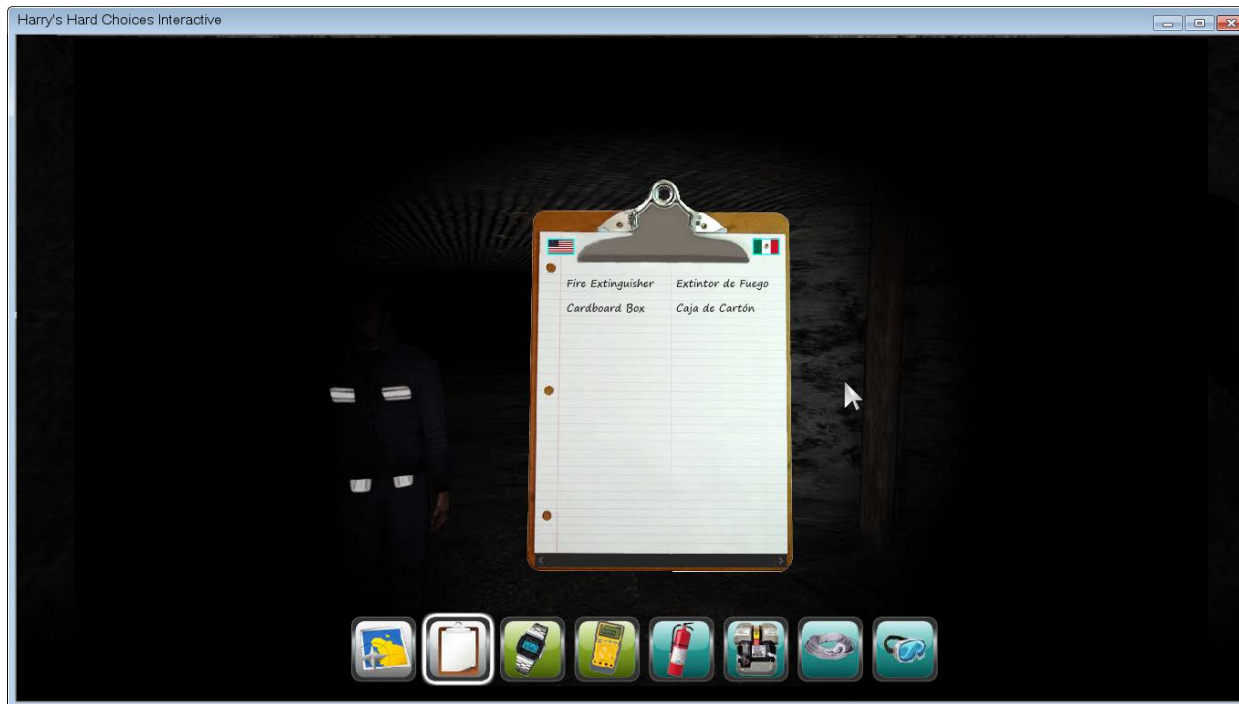 Harry's Hard Choices Interactive
Fire Extinguisher Extintor de Fuego
Cardboard Box Caja de Cartón